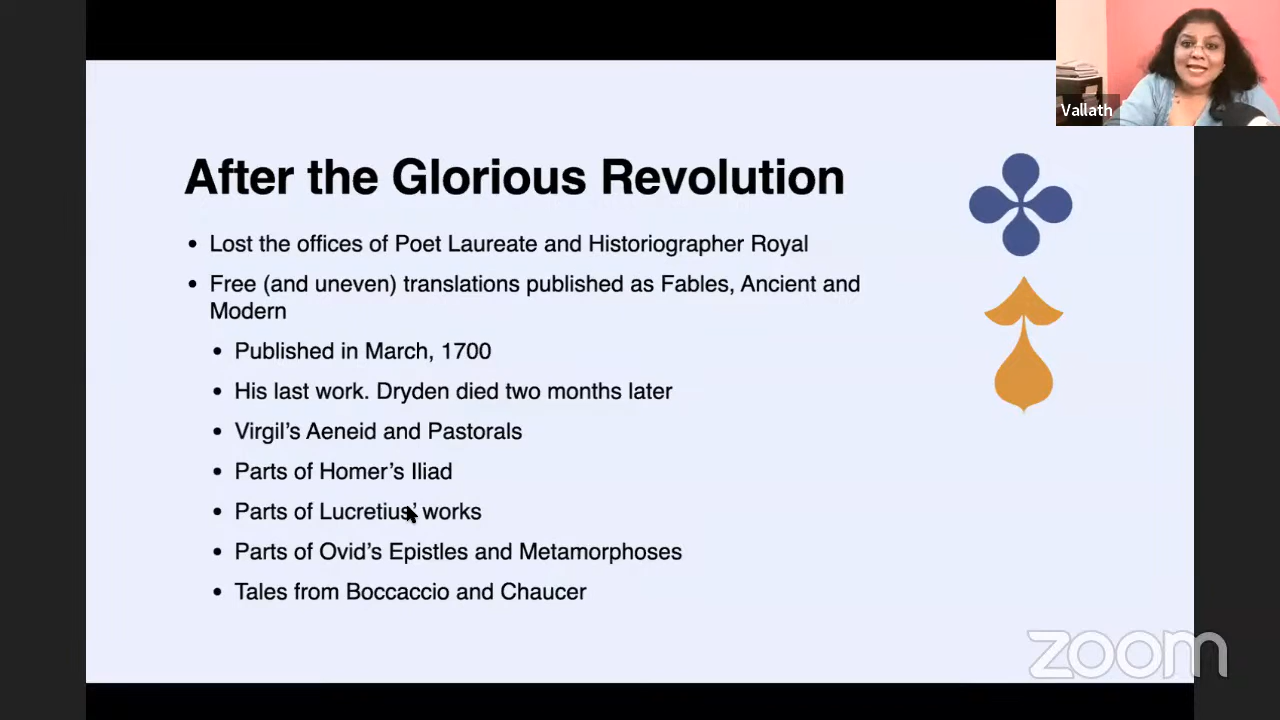 Vallath
After the Glorious Revolution
• Lost the offices of Poet Laureate and Historiographer Royal
• Free (and uneven) translations published as Fables, Ancient and
Modern
• Published in March, 1700
• His last work. Dryden died two months later
• Virgil’s Aeneid and Pastorals
• Parts of Homer’s Iliad
• Parts of Lucretius’ works
• Parts of Ovid’s Epistles and Metamorphoses
• Tales from Boccaccio and Chaucer
zoom